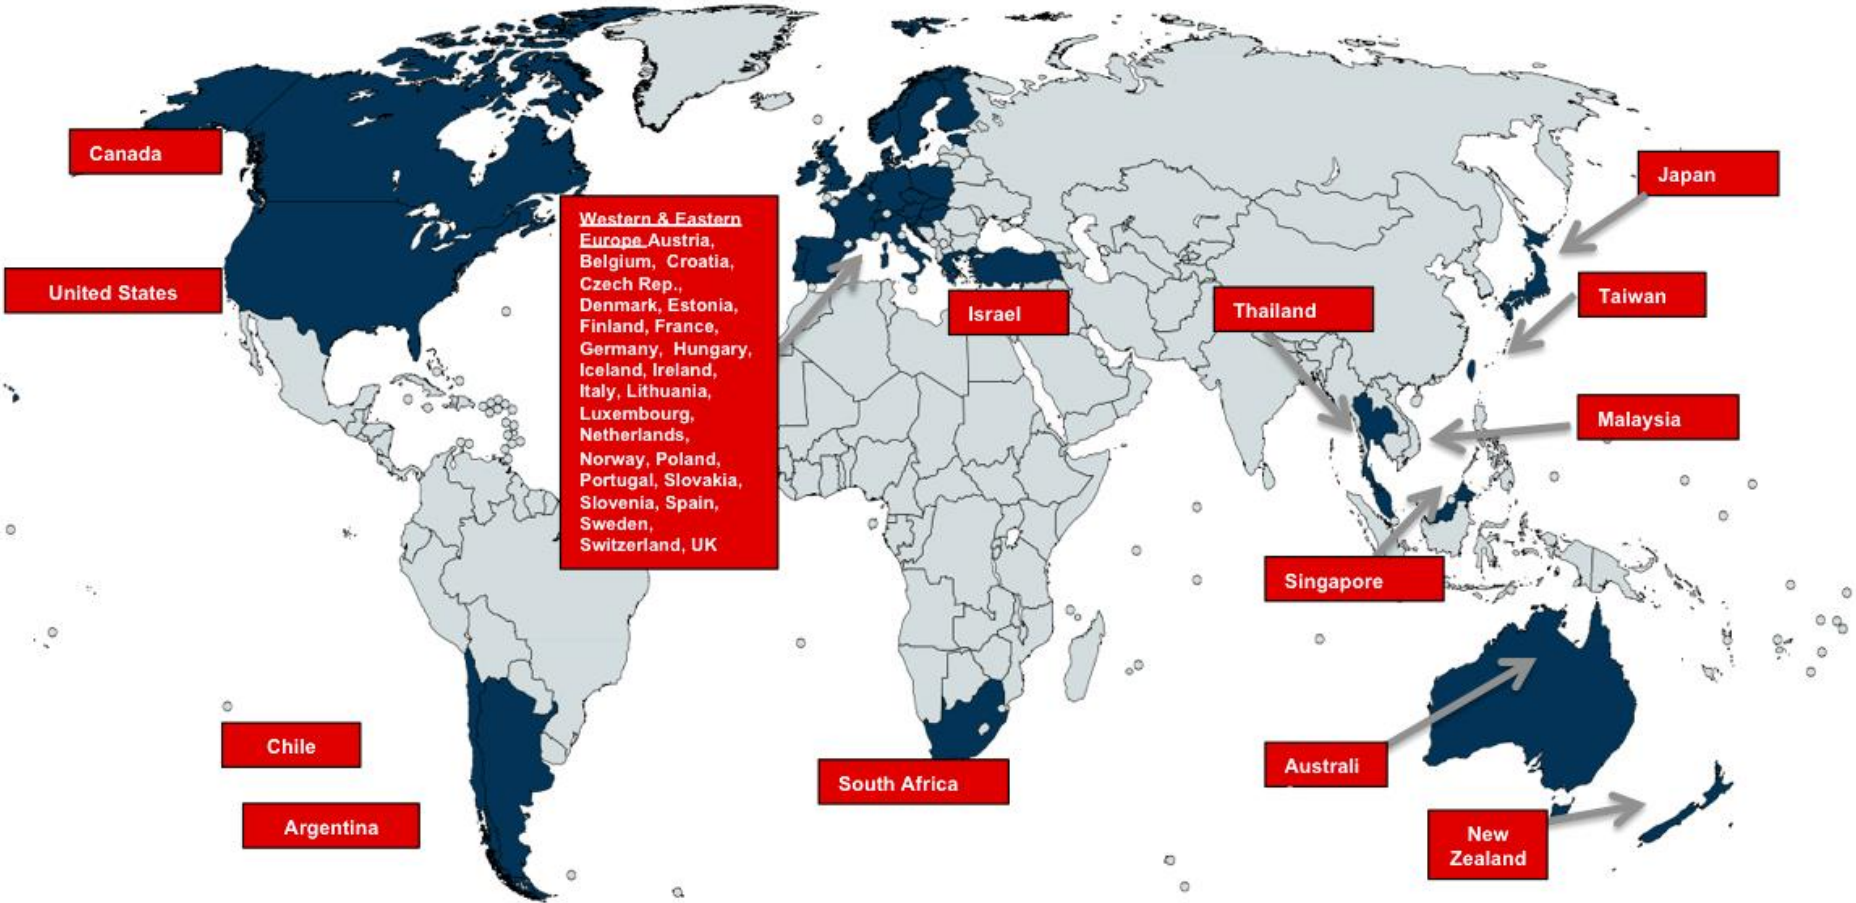 Canada
United States
Western & Eastern
Europe Austria,
Belgium, Croatia,
Czech Rep.,
Denmark, Estonia,
Finland, France,
Germany, Hungary,
Iceland, Ireland,
Italy, Lithuania,
Luxembourg,
Netherlands,
Norway, Poland,
Portugal, Slovakia,
Slovenia, Spain,
Sweden,
Switzerland, UK
Israel
Thailand
Japan
Taiwan
Malaysia
Singapore
Chile
Argentina
South Africa
Australi
New
Zealand